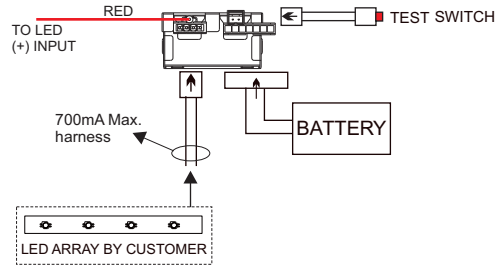 RED
TO LED
(+) INPUT
TEST SWITCH
700mA Max.
harness
BATTERY
LED ARRAY BY CUSTOMER